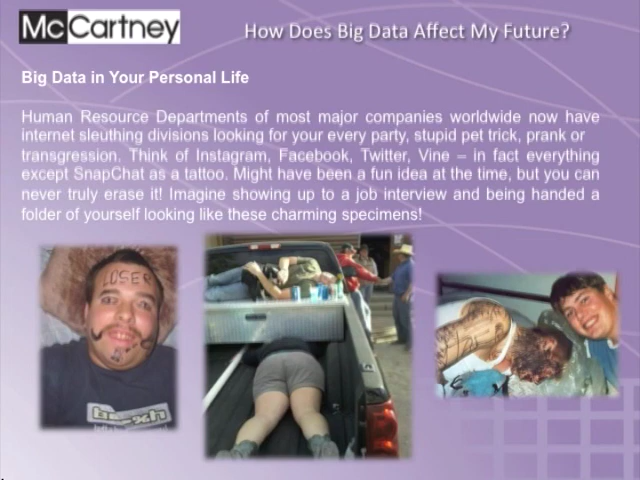 McCartney
How Does Big Data Affect My Future?
Big Data in Your Personal Life
Human Resource Departments of most major companies worldwide now have
internet sleuthing divisions looking for your every party, stupid pet trick, prank or
transgression. Think of Instagram, Facebook, Twitter, Vine – in fact everything
except SnapChat as a tattoo. Might have been a fun idea at the time, but you can
never truly erase it! Imagine showing up to a job interview and being handed a
folder of yourself looking like these charming specimens!
LOSER